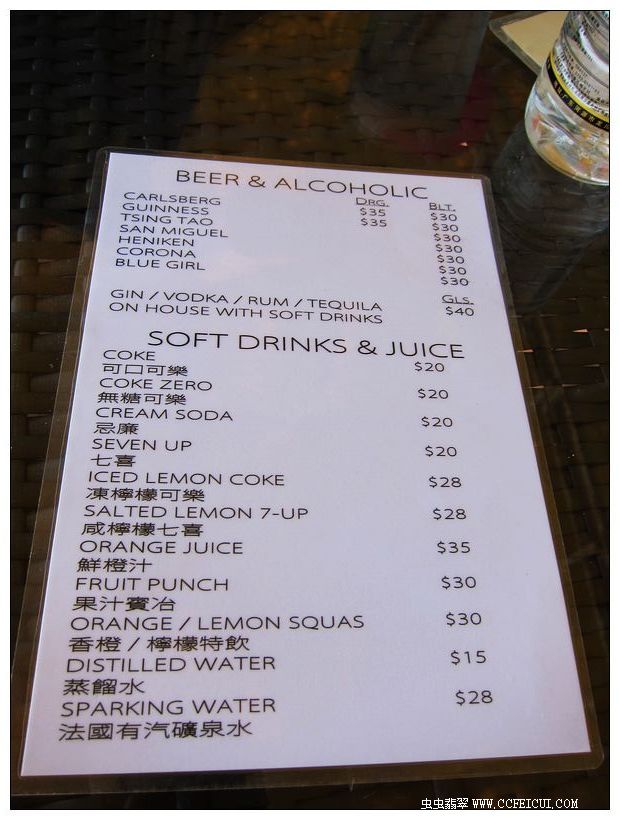 BEER & ALCOHOLIC
DRG. BLT.
CARLSBERG $35 $30
GUINNESS $35 $30
TSING TAO $30
SAN MIGUEL $30
HENIKEN $30
CORONA $30
BLUE GIRL $30
GLS.
GIN / VODKA / RUM / TEQUILA $40
ON HOUSE WITH SOFT DRINKS
SOFT DRINKS & JUICE
COKE $20
可口可樂
COKE ZERO $20
無糖可樂
CREAM SODA $20
忌廉
SEVEN UP $20
七喜
ICED LEMON COKE $28
凍檸檬可樂
SALTED LEMON 7-UP $28
咸檸檬七喜
ORANGE JUICE $35
鮮橙汁
FRUIT PUNCH $30
果汁賓冶
ORANGE / LEMON SQUAS $30
香橙 / 檸檬特飲
DISTILLED WATER $15
蒸餾水
SPARKING WATER $28
法國有汽礦泉水
虫虫翡翠 WWW.CCFEICUI.COM